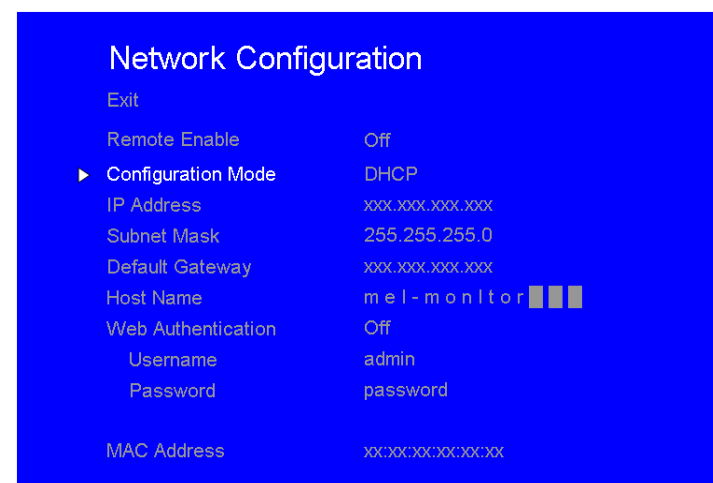 Network Configuration
Exit
Remote Enable Off
Configuration Mode DHCP
IP Address xxx.xxx.xxx.xxx
Subnet Mask 255.255.255.0
Default Gateway xxx.xxx.xxx.xxx
Host Name mel-monItor
Web Authentication Off
Username admin
Password password
MAC Address xx:xx:xx:xx:xx:xx